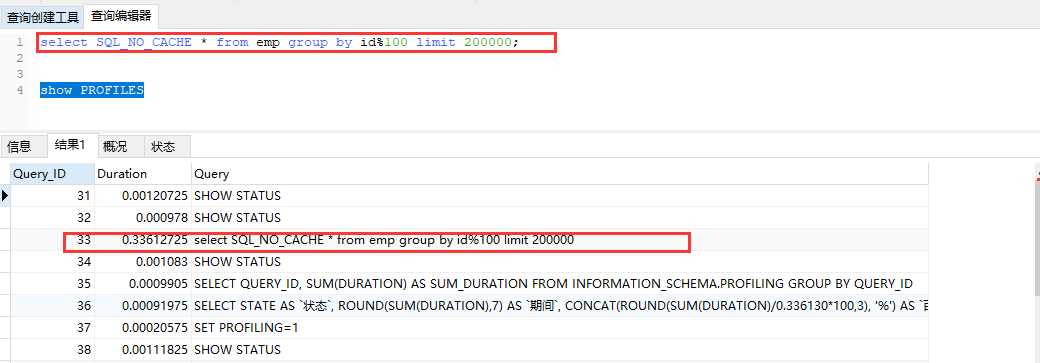 查询创建工具 查询编辑器
1 select SQL_NO_CACHE * from emp group by id%100 limit 200000;
2
3
4 show PROFILES
信息 结果1 概况 状态
Query_ID Duration Query
31 0.00120725 SHOW STATUS
32 0.000978 SHOW STATUS
33 0.33612725 select SQL_NO_CACHE * from emp group by id%100 limit 200000
34 0.001083 SHOW STATUS
35 0.0009905 SELECT QUERY_ID, SUM(DURATION) AS SUM_DURATION FROM INFORMATION_SCHEMA.PROFILING GROUP BY QUERY_ID
36 0.00091975 SELECT STATE AS `状态`, ROUND(SUM(DURATION),7) AS `期间`, CONCAT(ROUND(SUM(DURATION)/0.336130*100,3), '%') AS `
37 0.00020575 SET PROFILING=1
38 0.00111825 SHOW STATUS